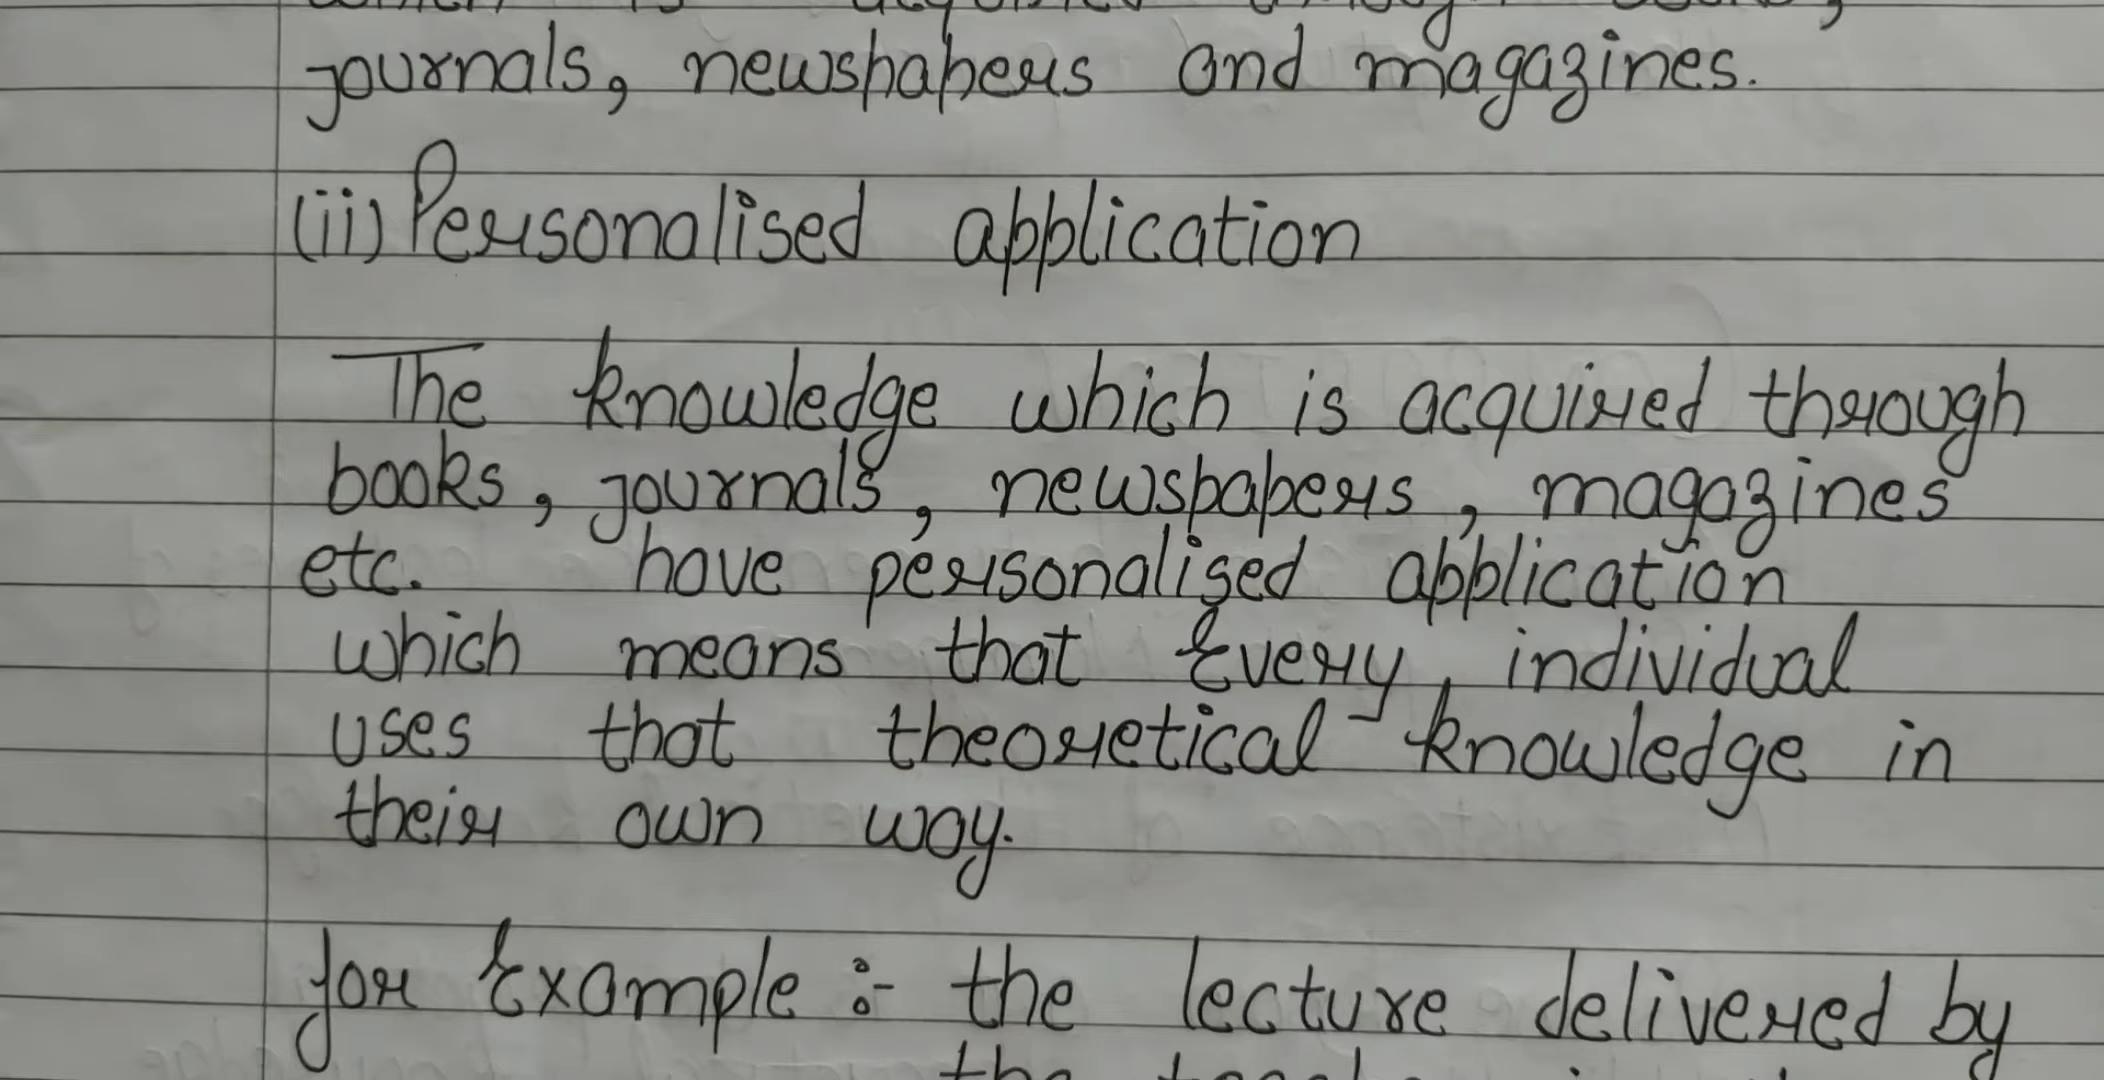 journals, newspapers and magazines.
(ii) Personalised application
The knowledge which is acquired through
books, journals, newspapers, magazines
etc. have personalised application
which means that Every individual
uses that theoretical knowledge in
their own way.
for Example :- the lecture delivered by